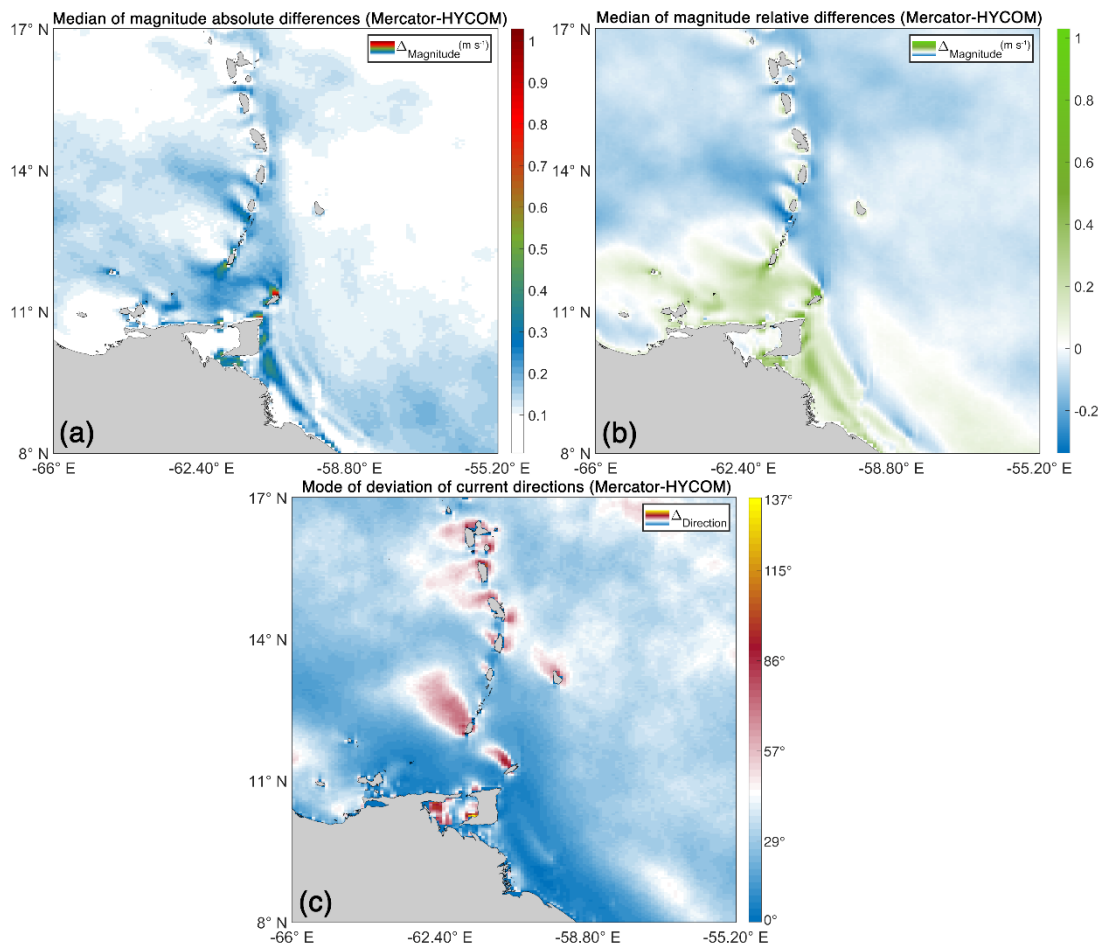 Median of magnitude absolute differences (Mercator-HYCOM)
17° N
14° N
11° N
8° N
-66° E
-62.40° E
-58.80° E
-55.20° E
Δ Magnitude (m s⁻¹)
1
0.9
0.8
0.7
0.6
0.5
0.4
0.3
0.2
0.1
(a)
Median of magnitude relative differences (Mercator-HYCOM)
17° N
14° N
11° N
8° N
-66° E
-62.40° E
-58.80° E
-55.20° E
Δ Magnitude (m s⁻¹)
1
0.8
0.6
0.4
0.2
0
-0.2
(b)
Mode of deviation of current directions (Mercator-HYCOM)
17° N
14° N
11° N
8° N
-66° E
-62.40° E
-58.80° E
-55.20° E
Δ Direction
137°
115°
86°
57°
29°
0°
(c)